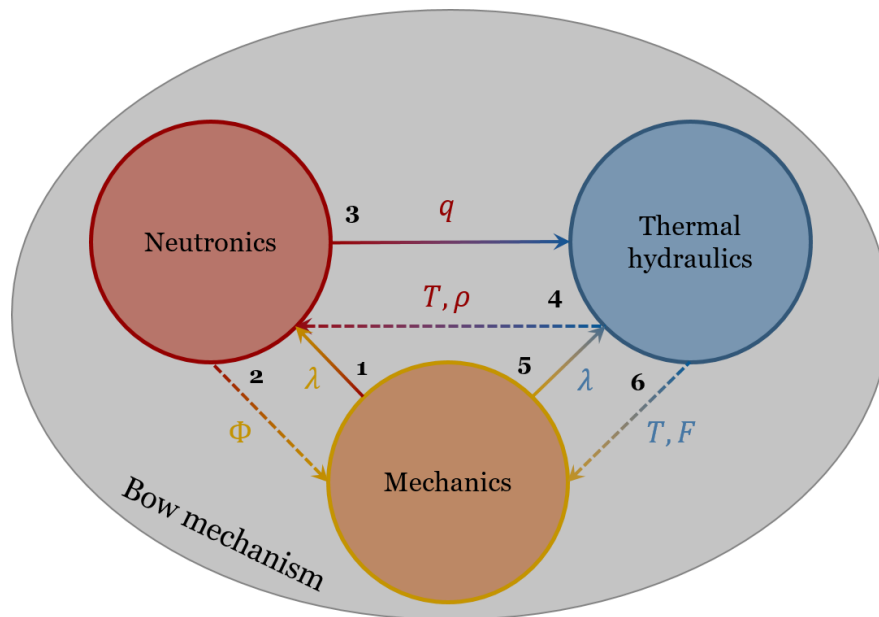 3
q
Neutronics
Thermal
hydraulics
T, ρ
4
2
λ
1
5
λ
6
Φ
T, F
Mechanics
Bow mechanism